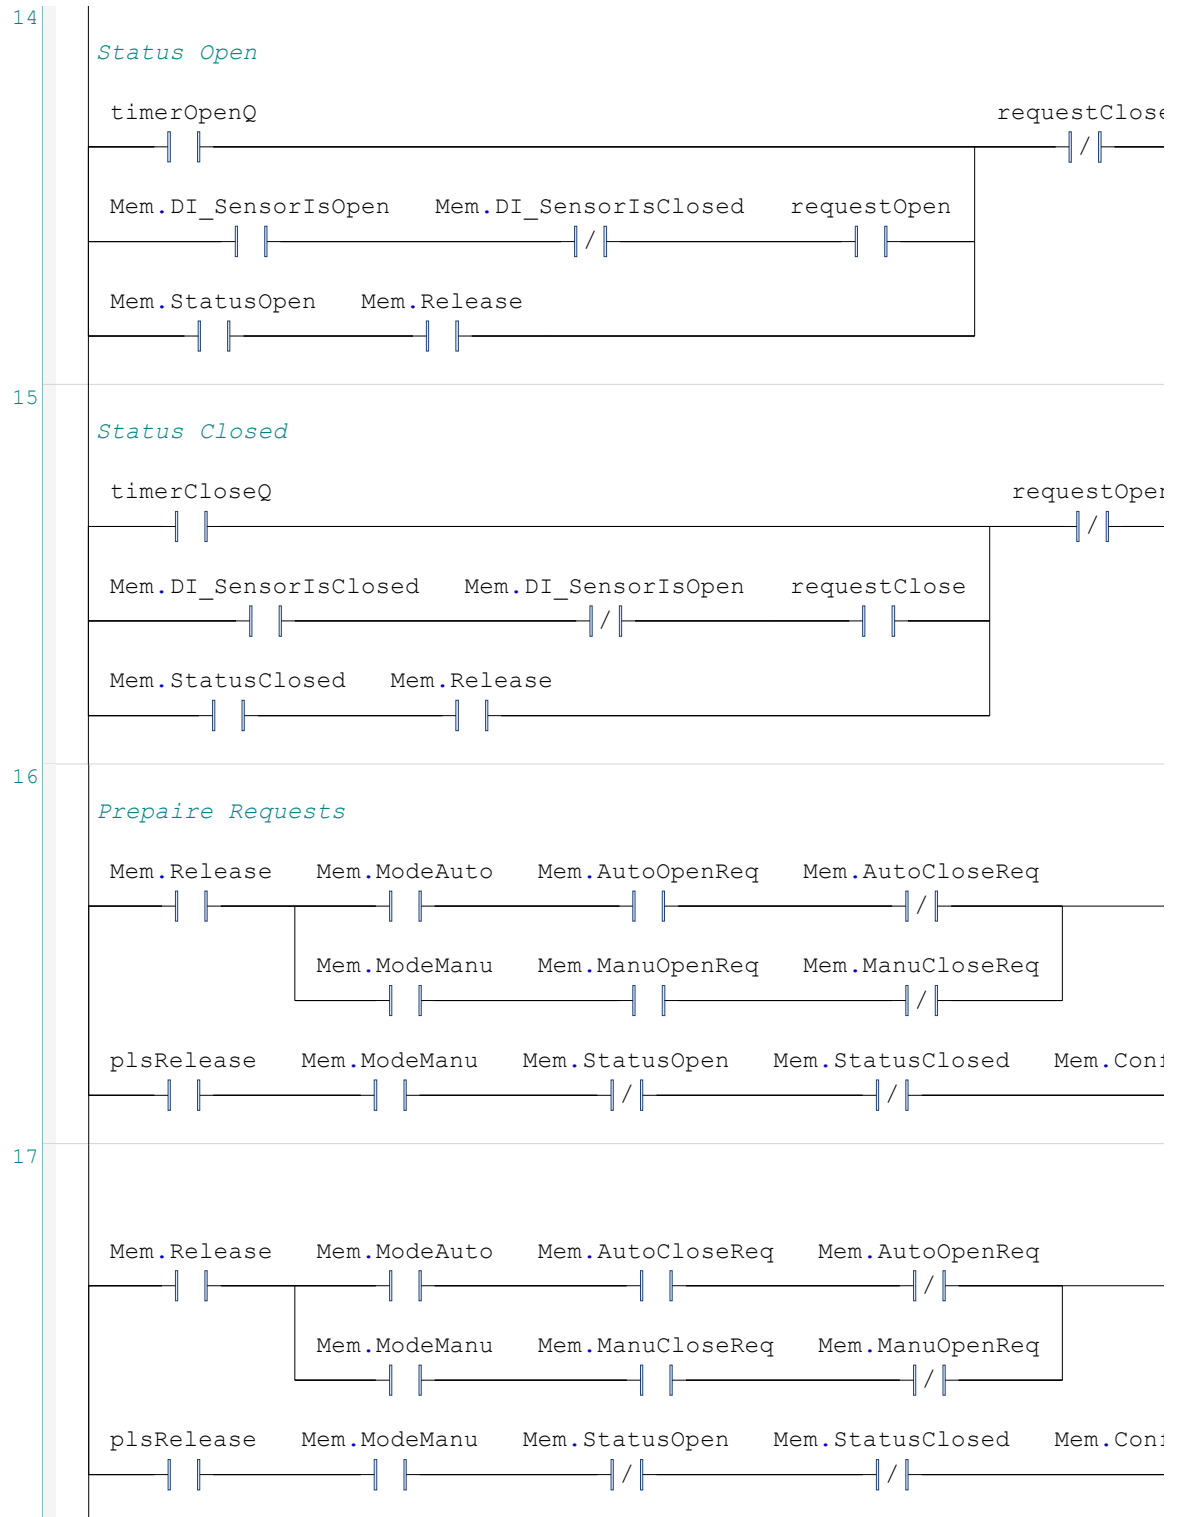 14
Status Open
timerOpenQ requestClose
Mem.DI_SensorIsOpen Mem.DI_SensorIsClosed requestOpen
Mem.StatusOpen Mem.Release
15
Status Closed
timerCloseQ requestOpen
Mem.DI_SensorIsClosed Mem.DI_SensorIsOpen requestClose
Mem.StatusClosed Mem.Release
16
Prepaire Requests
Mem.Release Mem.ModeAuto Mem.AutoOpenReq Mem.AutoCloseReq
Mem.ModeManu Mem.ManuOpenReq Mem.ManuCloseReq
plsRelease Mem.ModeManu Mem.StatusOpen Mem.StatusClosed
17
Mem.Release Mem.ModeAuto Mem.AutoCloseReq Mem.AutoOpenReq
Mem.ModeManu Mem.ManuCloseReq Mem.ManuOpenReq
plsRelease Mem.ModeManu Mem.StatusOpen Mem.StatusClosed